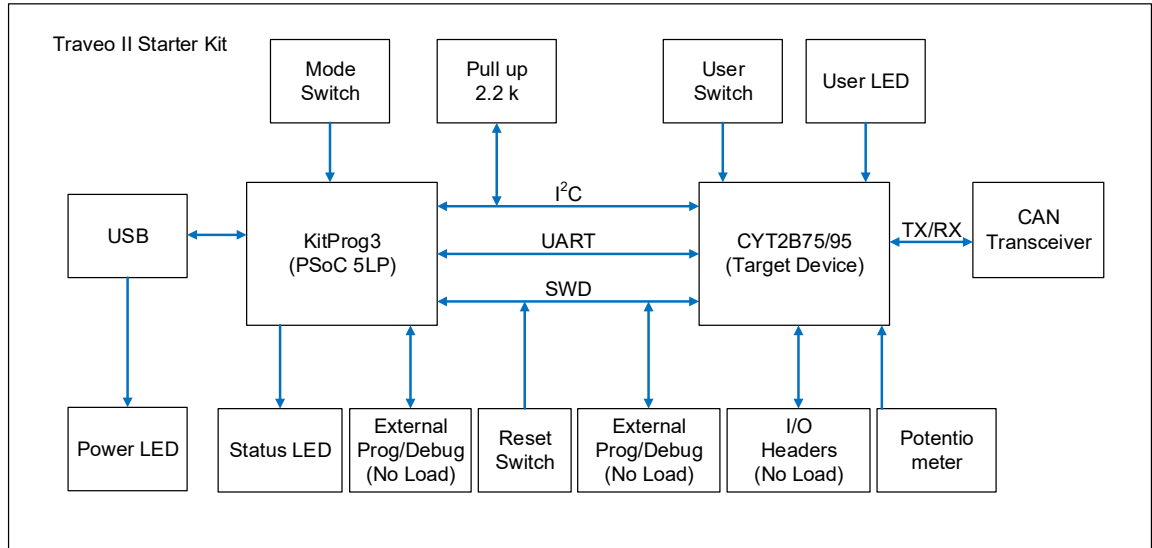 Traveo II Starter Kit
Mode
Switch
Pull up
2.2 k
User
Switch
User LED
USB
KitProg3
(PSoC 5LP)
I²C
UART
SWD
CYT2B75/95
(Target Device)
TX/RX
CAN
Transceiver
Power LED
Status LED
External
Prog/Debug
(No Load)
Reset
Switch
External
Prog/Debug
(No Load)
I/O
Headers
(No Load)
Potentio
meter